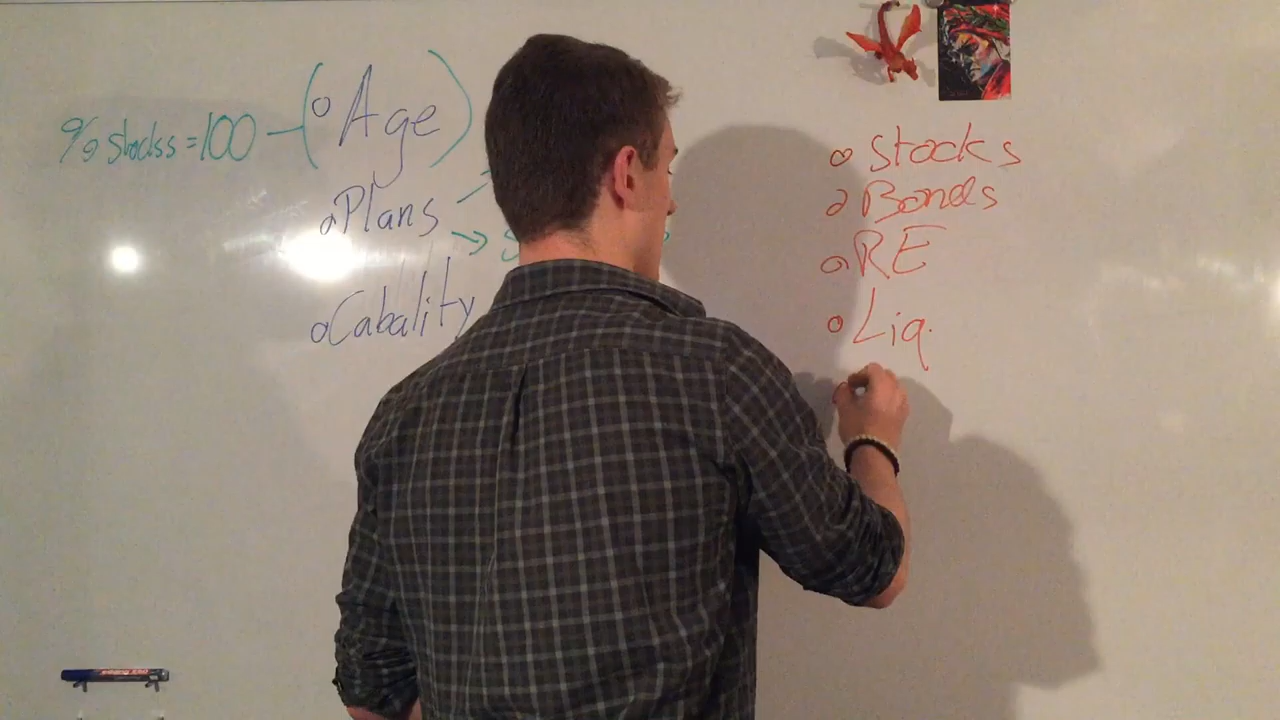 % stocks = 100 - (o Age)
o Plans
o Cabality
o Stocks
o Bonds
o RE
o Liq.